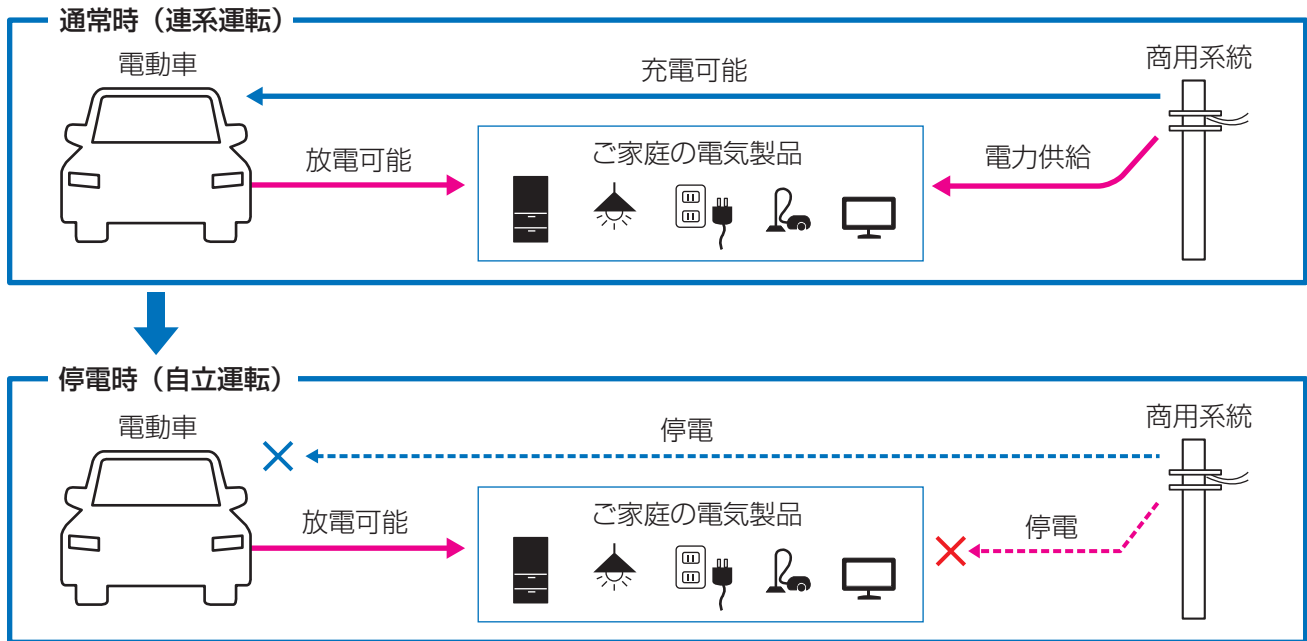 通常時（連系運転）
電動車
充電可能
商用系統
放電可能
ご家庭の電気製品
電力供給
停電時（自立運転）
電動車
停電
商用系統
放電可能
ご家庭の電気製品
停電